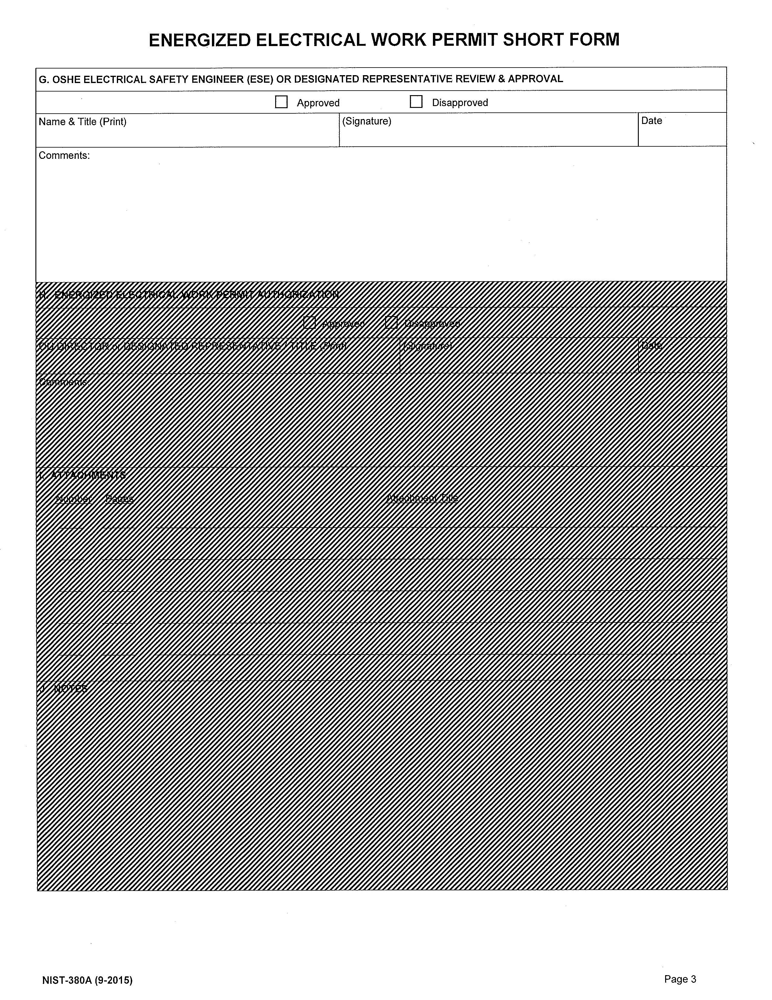 ENERGIZED ELECTRICAL WORK PERMIT SHORT FORM
G. OSHE ELECTRICAL SAFETY ENGINEER (ESE) OR DESIGNATED REPRESENTATIVE REVIEW & APPROVAL
Approved Disapproved
Name & Title (Print) (Signature) Date
Comments:
H. ENERGIZED ELECTRICAL WORK PERMIT AUTHORIZATION
Approved Disapproved
OU DIRECTOR or DESIGNATED REPRESENTATIVE / TITLE (Print) (Signature) Date
Comments:
I. ATTACHMENTS
Number Pages Attachment Title
J. NOTES
NIST-380A (9-2015) Page 3